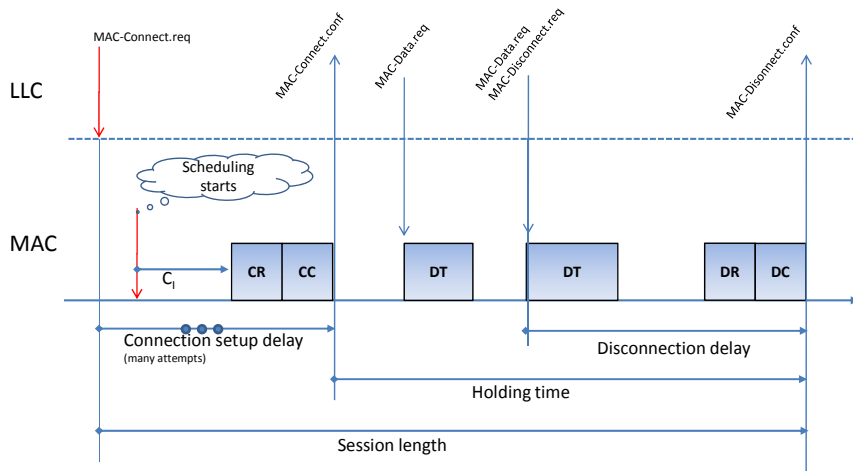 MAC-Connect.req
MAC-Connect.conf
MAC-Data.req
MAC-Data.req
MAC-Disconnect.req
MAC-Disonnect.conf
LLC
Scheduling
starts
MAC
C_I
CR
CC
DT
DT
DR
DC
Connection setup delay
(many attempts)
Disconnection delay
Holding time
Session length